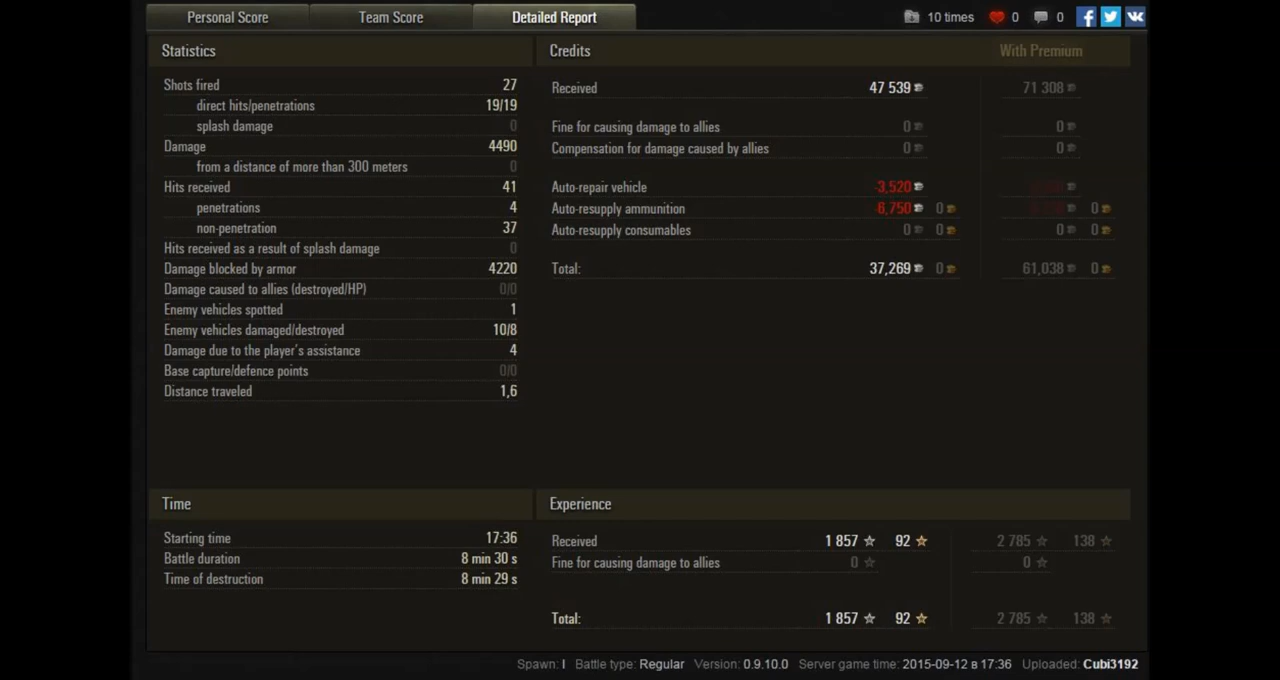 Personal Score Team Score Detailed Report 10 times 0 0
Statistics
Shots fired 27
direct hits/penetrations 19/19
splash damage 0
Damage 4490
from a distance of more than 300 meters 0
Hits received 41
penetrations 4
non-penetration 37
Hits received as a result of splash damage 0
Damage blocked by armor 4220
Damage caused to allies (destroyed/HP) 0/0
Enemy vehicles spotted 1
Enemy vehicles damaged/destroyed 10/8
Damage due to the player's assistance 4
Base capture/defence points 0/0
Distance traveled 1,6
Credits With Premium
Received 47 539 71 308
Fine for causing damage to allies 0 0
Compensation for damage caused by allies 0 0
Auto-repair vehicle -3,520
Auto-resupply ammunition -6,750 0 0
Auto-resupply consumables 0 0 0 0
Total: 37,269 0 61,038 0
Time
Starting time 17:36
Battle duration 8 min 30 s
Time of destruction 8 min 29 s
Experience
Received 1 857 92 2 785 138
Fine for causing damage to allies 0 0
Total: 1 857 92 2 785 138
Spawn: I Battle type: Regular Version: 0.9.10.0 Server game time: 2015-09-12 в 17:36 Uploaded: Cubi3192